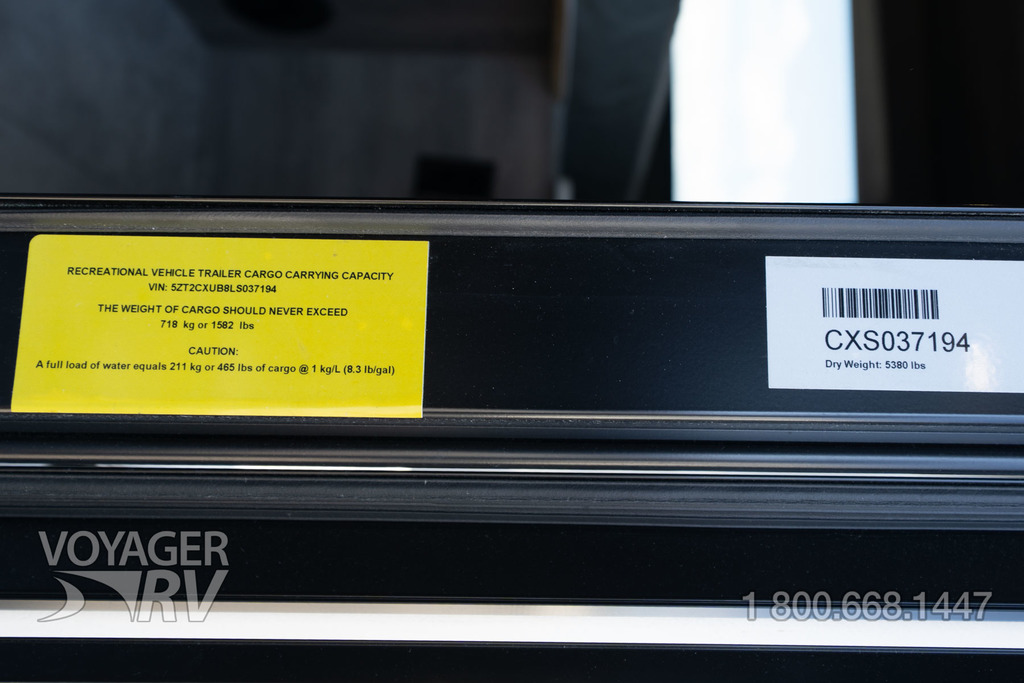 RECREATIONAL VEHICLE TRAILER CARGO CARRYING CAPACITY
VIN: 5ZT2CXUB8LS037194
THE WEIGHT OF CARGO SHOULD NEVER EXCEED
718 kg or 1582 lbs
CAUTION:
A full load of water equals 211 kg or 465 lbs of cargo @ 1 kg/L (8.3 lb/gal)
CXS037194
Dry Weight: 5380 lbs
VOYAGER
RV
1 800.668.1447